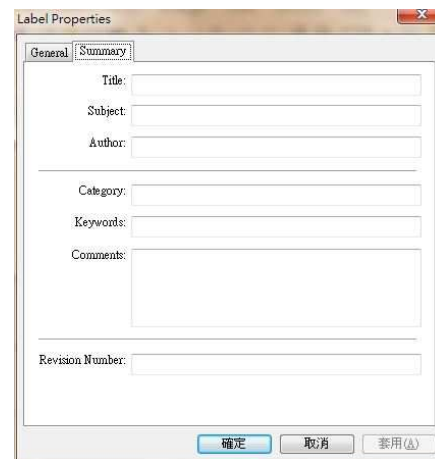 Label Properties
General Summary
Title:
Subject:
Author:
Category:
Keywords:
Comments:
Revision Number:
確定 取消 套用(A)